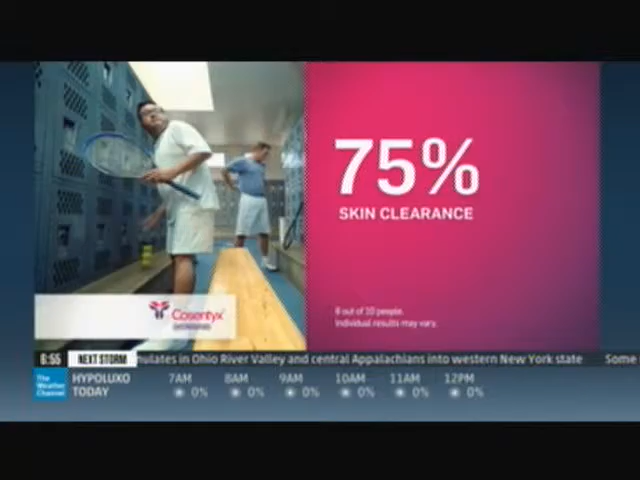 75%
SKIN CLEARANCE
8 out of 10 people.
Individual results may vary.
Cosentyx
6:55 NEXT STORM mulates in Ohio River Valley and central Appalachians into western New York state Some
The Weather Channel
HYPOLUXO TODAY
7AM 8AM 9AM 10AM 11AM 12PM
0% 0% 0% 0% 0% 0%